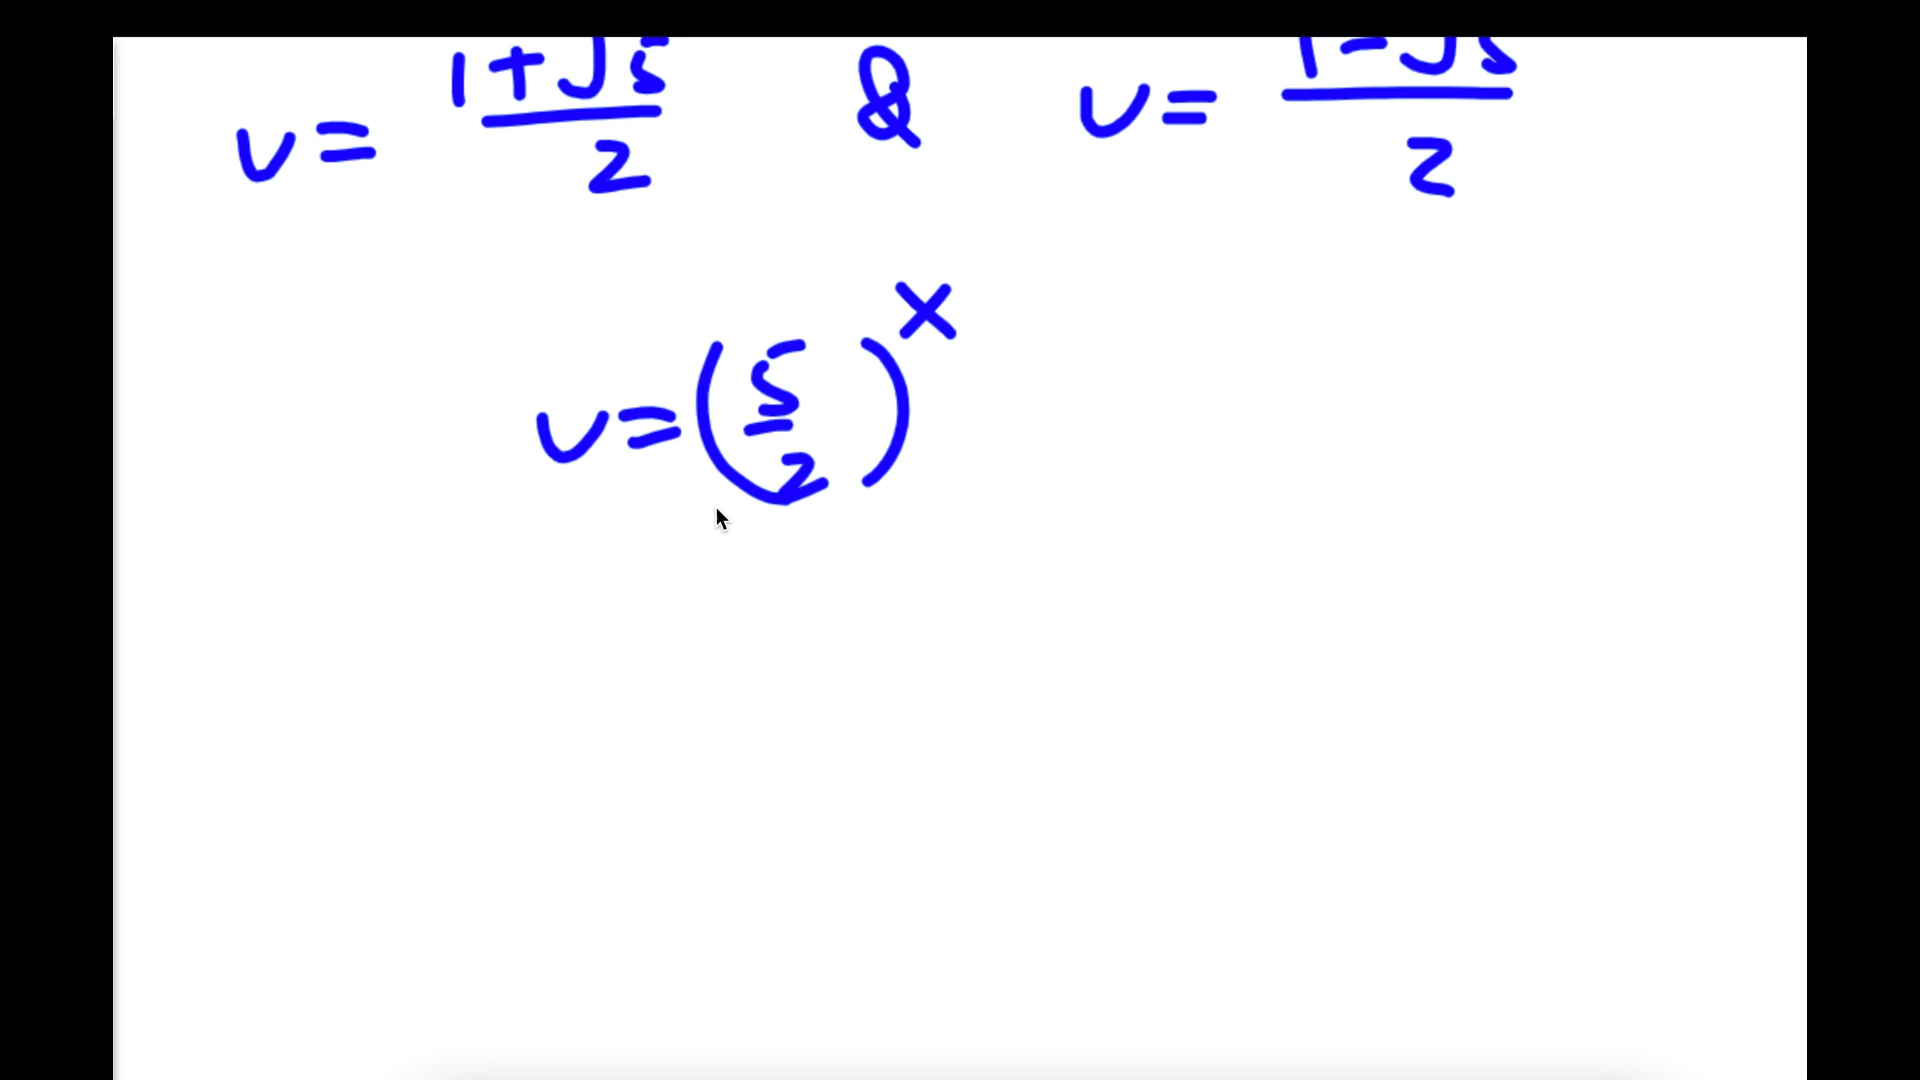 u = (1+√5)/2 & u = (1-√5)/2
u = (5/2)^x